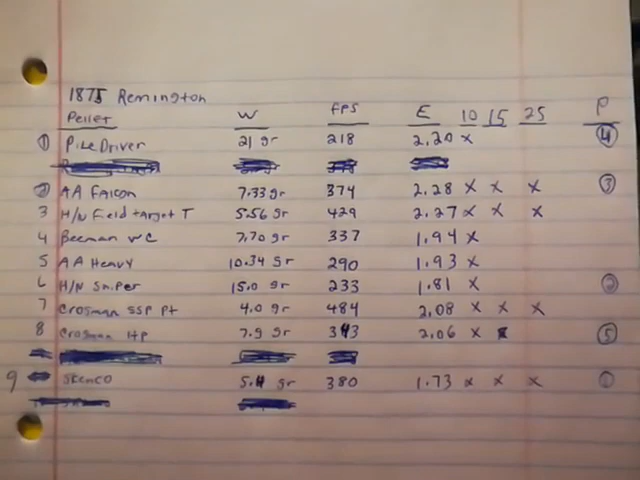 1875 Remington
Pellet W FPS E 10 15 25 P
① PileDriver 21 gr 218 2.20 x ④
② AA Falcon 7.33 gr 374 2.28 x x x ③
3 H/N Field target T 5.56 gr 429 2.27 x x x
4 Beeman WC 7.70 gr 337 1.94 x
5 AA Heavy 10.34 gr 290 1.93 x
6 H/N Sniper 15.0 gr 233 1.81 x ②
7 Crosman SSP Pt 4.0 gr 484 2.08 x x x
8 Crosman HP 7.9 gr 343 2.06 x x ⑤
9 Skenco gr 380 1.73 x x x ①